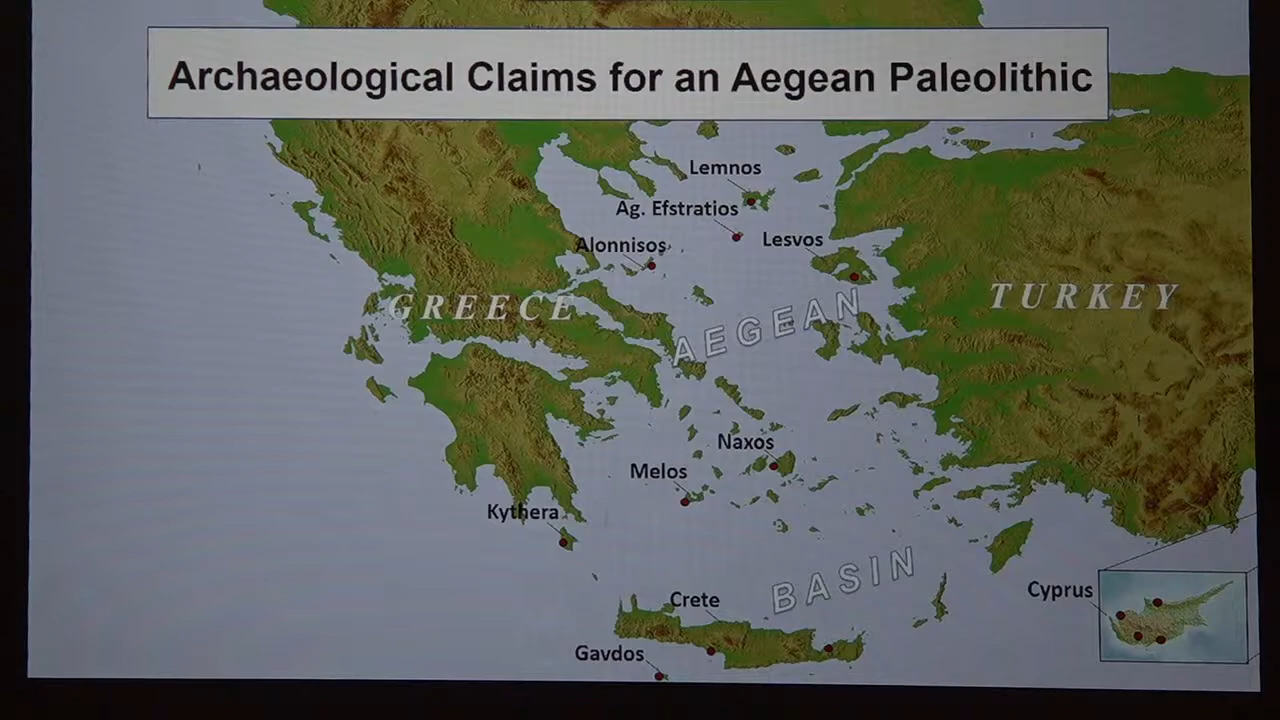 Archaeological Claims for an Aegean Paleolithic
Lemnos
Ag. Efstratios
Alonnisos
Lesvos
GREECE
TURKEY
AEGEAN
Naxos
Melos
Kythera
BASIN
Cyprus
Crete
Gavdos